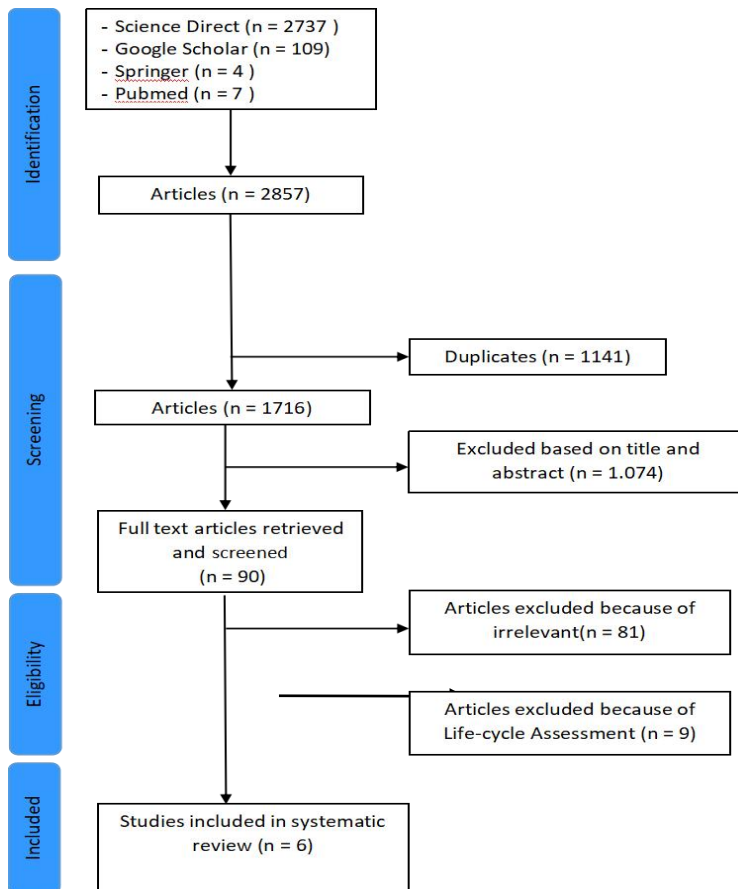 Identification
- Science Direct (n = 2737 )
- Google Scholar (n = 109)
- Springer (n = 4 )
- Pubmed (n = 7 )
Articles (n = 2857)
Screening
Duplicates (n = 1141)
Articles (n = 1716)
Excluded based on title and
abstract (n = 1.074)
Full text articles retrieved
and screened
(n = 90)
Eligibility
Articles excluded because of
irrelevant(n = 81)
Articles excluded because of
Life-cycle Assessment (n = 9)
Included
Studies included in systematic
review (n = 6)